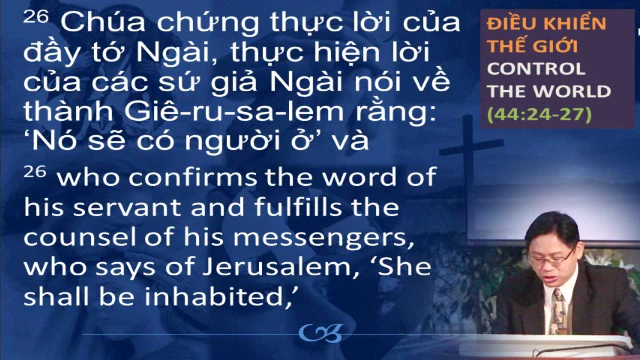 26 Chúa chứng thực lời của
đầy tớ Ngài, thực hiện lời
của các sứ giả Ngài nói về
thành Giê-ru-sa-lem rằng:
‘Nó sẽ có người ở’ và
26 who confirms the word of
his servant and fulfills the
counsel of his messengers,
who says of Jerusalem, ‘She
shall be inhabited,’
ĐIỀU KHIỂN
THẾ GIỚI
CONTROL
THE WORLD
(44:24-27)